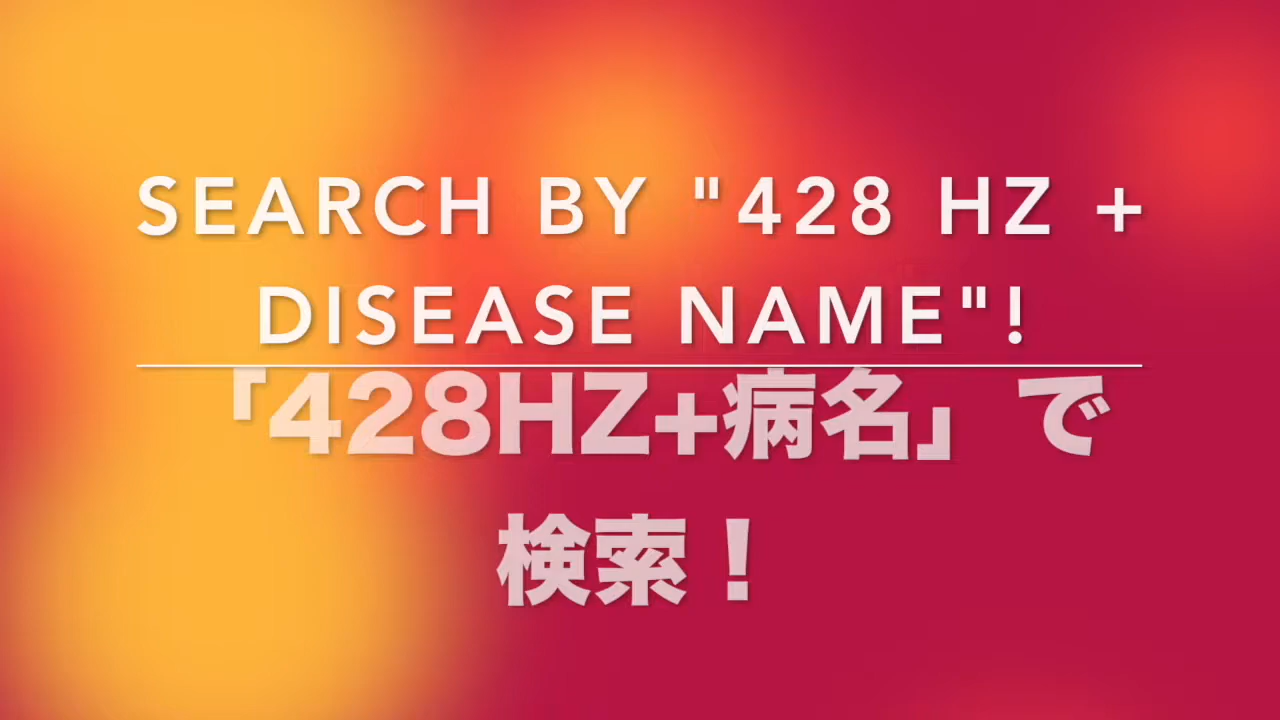 SEARCH BY "428 HZ +
DISEASE NAME"!
「428HZ+病名」で
検索！